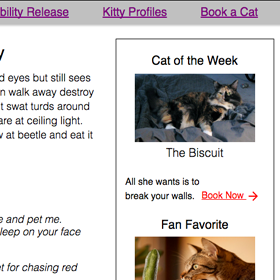 bility Release Kitty Profiles Book a Cat
y
d eyes but still sees
n walk away destroy
t swat turds around
are at ceiling light.
w at beetle and eat it
e and pet me.
leep on your face
t for chasing red
Cat of the Week
The Biscuit
All she wants is to
break your walls. Book Now →
Fan Favorite